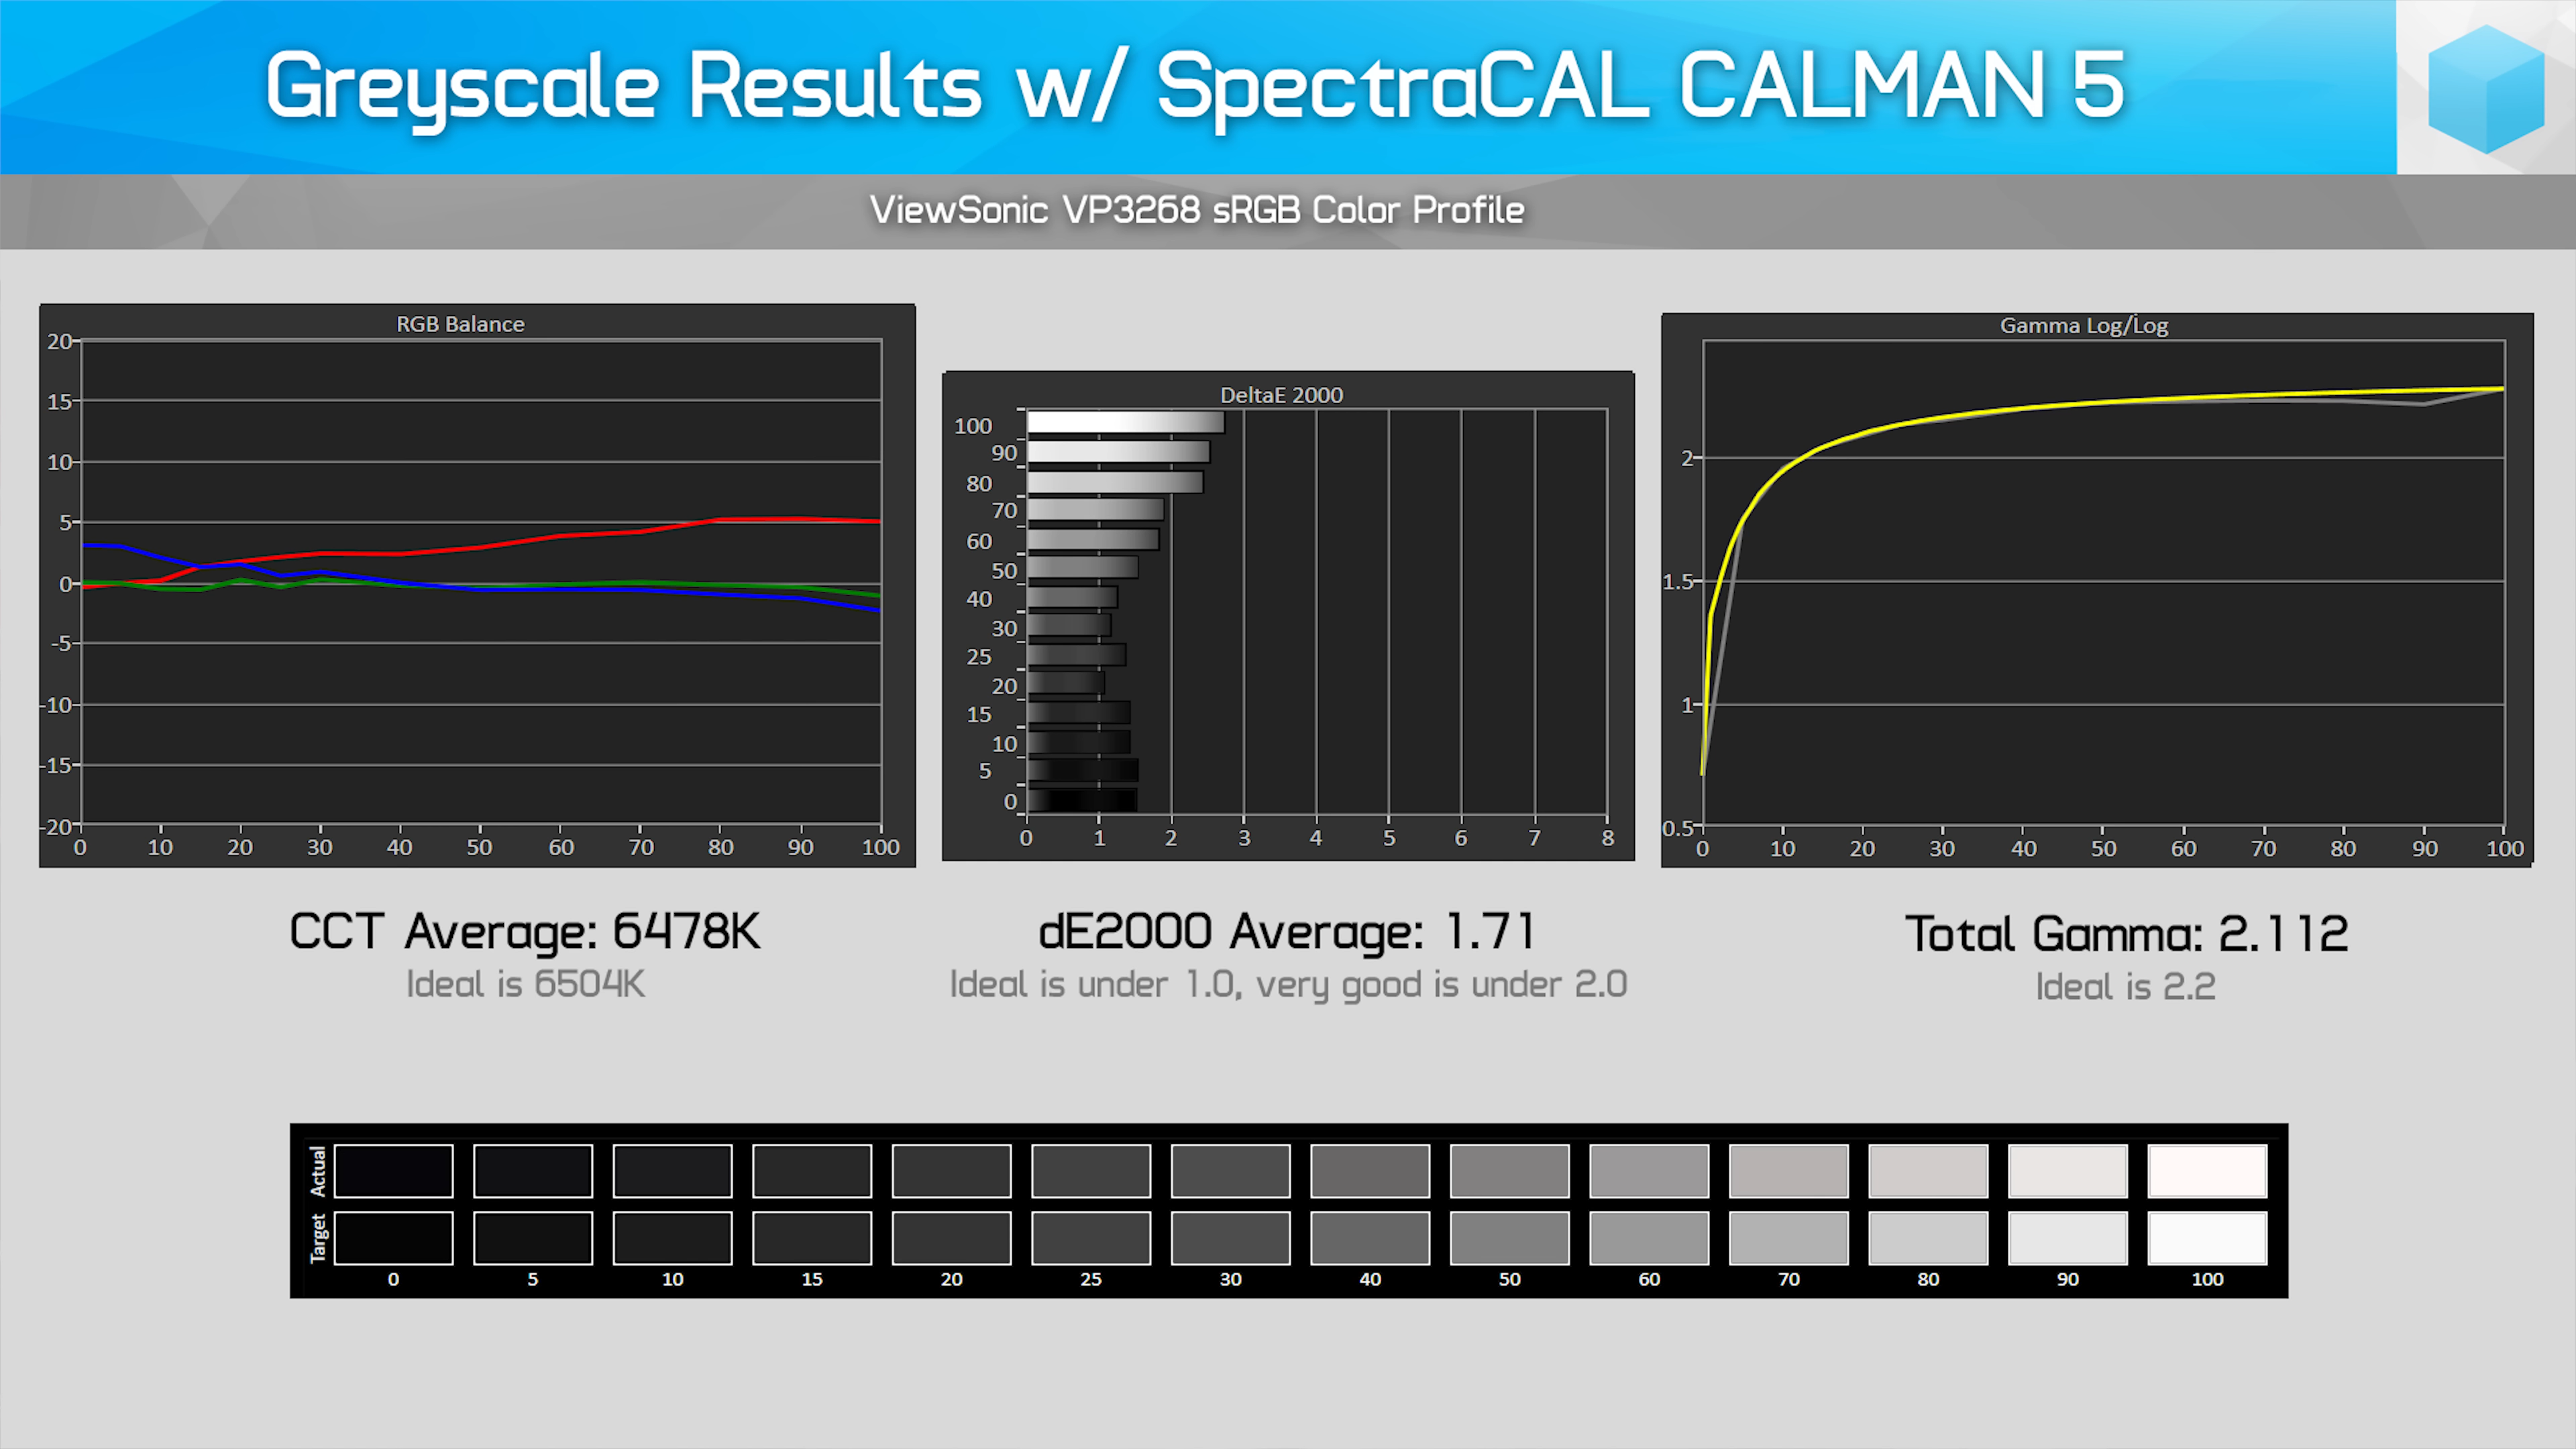 Greyscale Results w/ SpectraCAL CALMAN 5
ViewSonic VP3268 sRGB Color Profile
RGB Balance
20
15
10
5
0
-5
-10
-15
-20
0 10 20 30 40 50 60 70 80 90 100
DeltaE 2000
100
90
80
70
60
50
40
30
25
20
15
10
5
0
0 1 2 3 4 5 6 7 8
Gamma Log/Log
2
1.5
1
0.5
0 10 20 30 40 50 60 70 80 90 100
CCT Average: 6478K
Ideal is 6504K
dE2000 Average: 1.71
Ideal is under 1.0, very good is under 2.0
Total Gamma: 2.112
Ideal is 2.2
Actual
Target
0 5 10 15 20 25 30 40 50 60 70 80 90 100